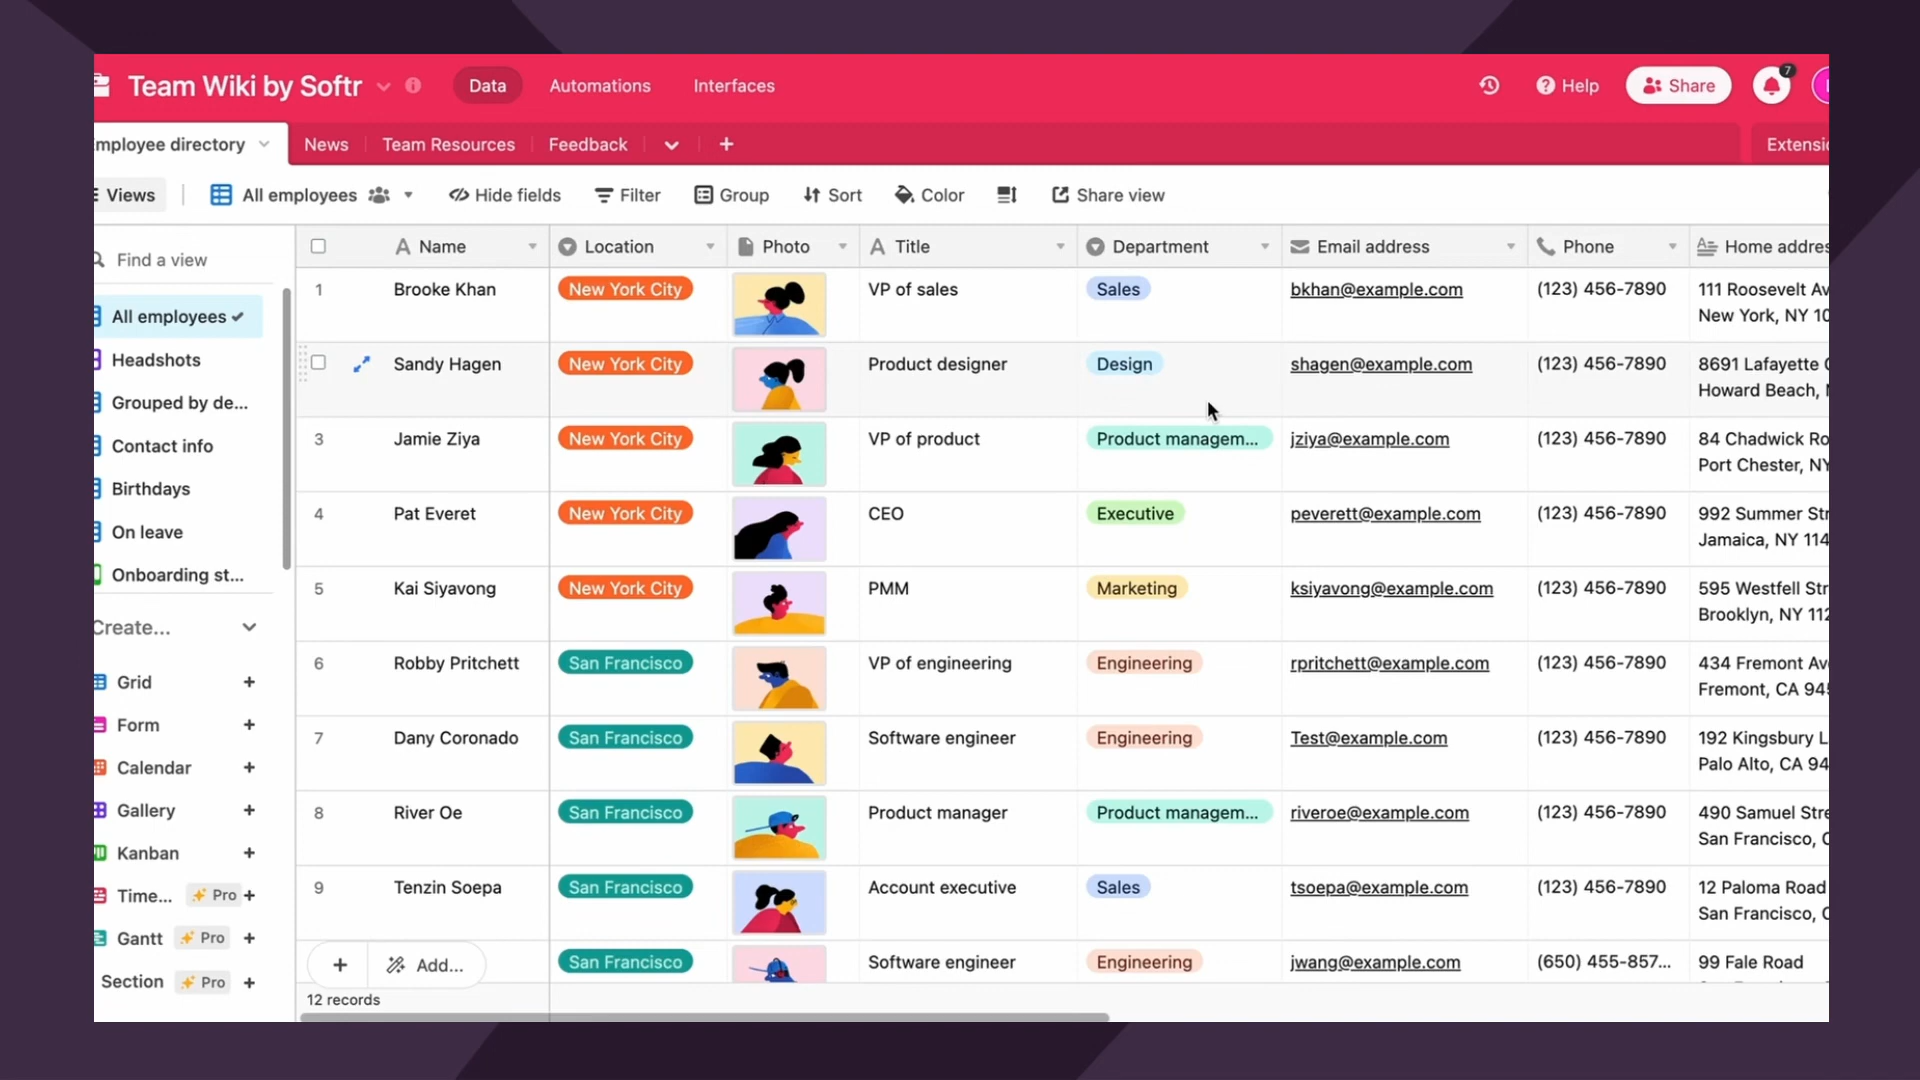 Team Wiki by Softr Data Automations Interfaces Help Share 7
mployee directory News Team Resources Feedback + Extensi
Views All employees Hide fields Filter Group Sort Color Share view
Find a view
All employees
Headshots
Grouped by de...
Contact info
Birthdays
On leave
Onboarding st...
Create...
Grid +
Form +
Calendar +
Gallery +
Kanban +
Time... Pro +
Gantt Pro +
Section Pro +
Name Location Photo Title Department Email address Phone Home addres
1 Brooke Khan New York City VP of sales Sales bkhan@example.com (123) 456-7890 111 Roosevelt Av
New York, NY 10
Sandy Hagen New York City Product designer Design shagen@example.com (123) 456-7890 8691 Lafayette
Howard Beach,
3 Jamie Ziya New York City VP of product Product managem... jziya@example.com (123) 456-7890 84 Chadwick Ro
Port Chester, NY
4 Pat Everet New York City CEO Executive peverett@example.com (123) 456-7890 992 Summer Str
Jamaica, NY 114
5 Kai Siyavong New York City PMM Marketing ksiyavong@example.com (123) 456-7890 595 Westfell Str
Brooklyn, NY 112
6 Robby Pritchett San Francisco VP of engineering Engineering rpritchett@example.com (123) 456-7890 434 Fremont Av
Fremont, CA 945
7 Dany Coronado San Francisco Software engineer Engineering Test@example.com (123) 456-7890 192 Kingsbury L
Palo Alto, CA 94
8 River Oe San Francisco Product manager Product managem... riveroe@example.com (123) 456-7890 490 Samuel Stre
San Francisco, C
9 Tenzin Soepa San Francisco Account executive Sales tsoepa@example.com (123) 456-7890 12 Paloma Road
San Francisco, C
+ Add... San Francisco Software engineer Engineering jwang@example.com (650) 455-857... 99 Fale Road
12 records